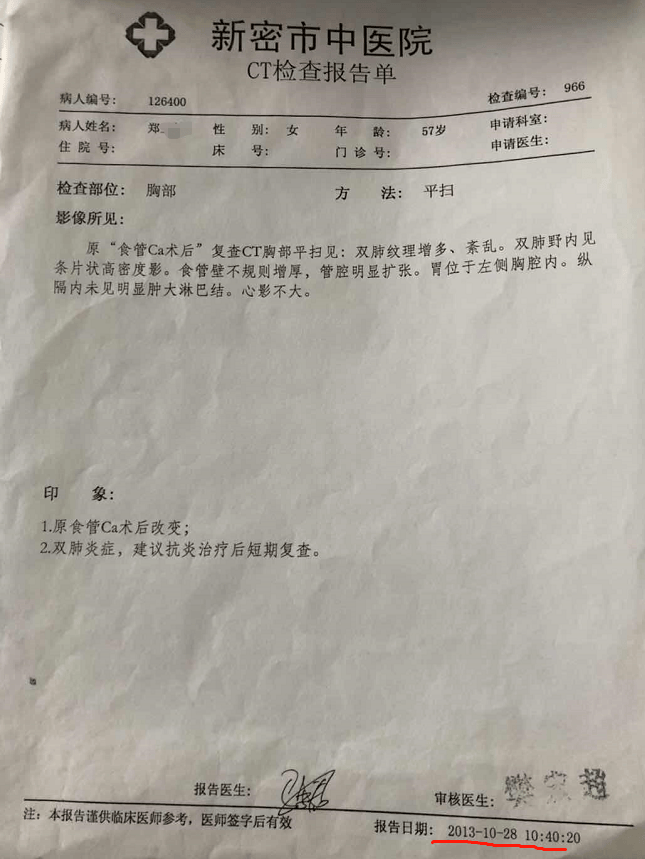 新密市中医院
CT检查报告单
病人编号: 126400 检查编号: 966
病人姓名: 郑 性 别: 女 年 龄: 57岁 申请科室:
住 院 号: 床 号: 门 诊 号: 申请医生:
检查部位: 胸部 方 法: 平扫
影像所见:
原“食管Ca术后”复查CT胸部平扫见: 双肺纹理增多、紊乱。双肺野内见
条片状高密度影。食管壁不规则增厚, 管腔明显扩张。胃位于左侧胸腔内。纵
隔内未见明显肿大淋巴结。心影不大。
印 象:
1.原食管Ca术后改变;
2.双肺炎症, 建议抗炎治疗后短期复查。
报告医生: 审核医生:
注: 本报告谨供临床医师参考, 医师签字后有效 报告日期: 2013-10-28 10:40:20